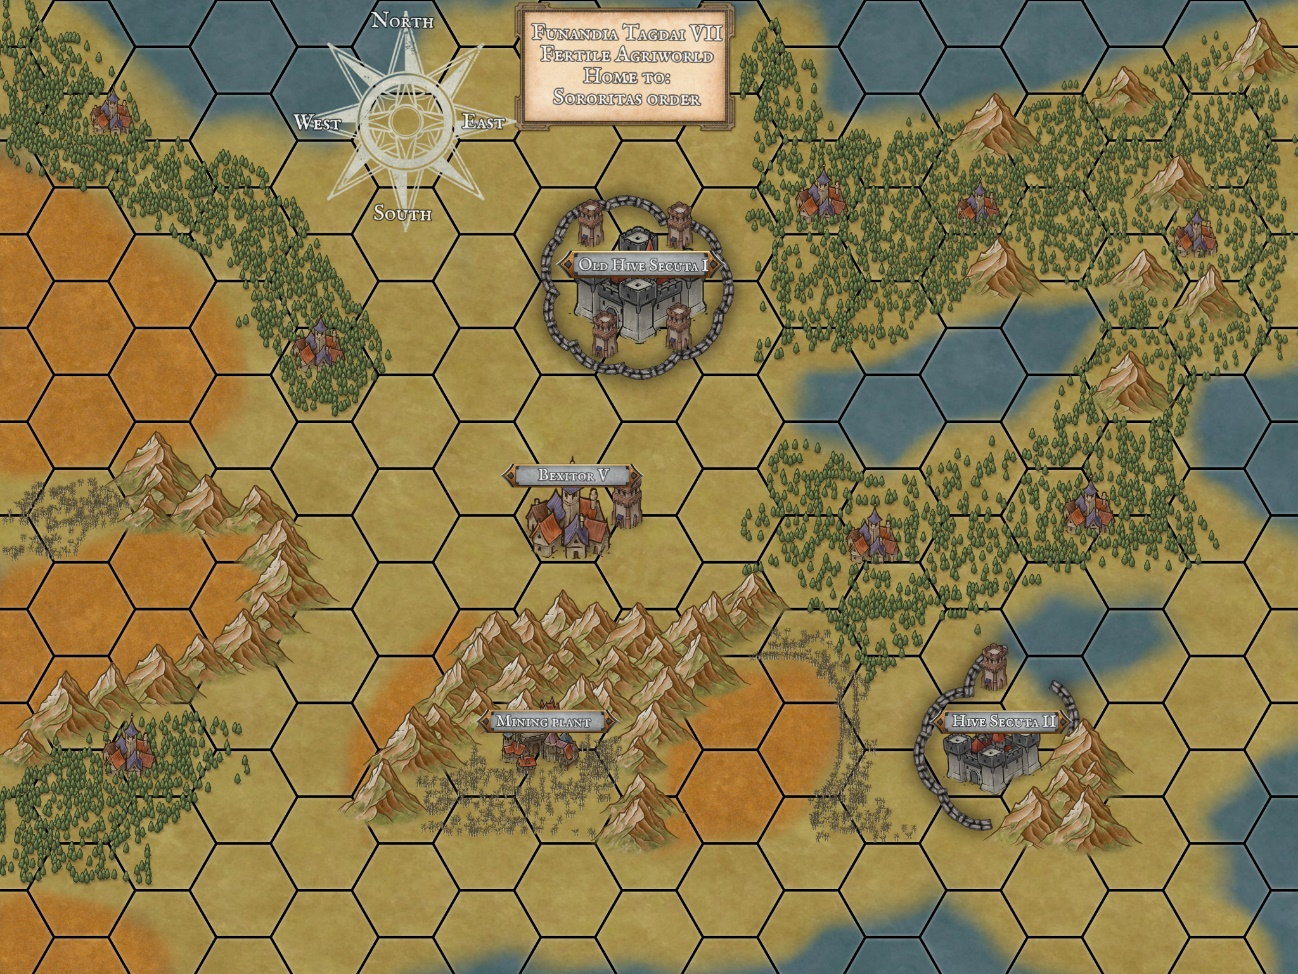 North
West
East
South
Funandia Tagdai VII
Fertile Agriworld
Home to:
Sororitas order
Old Hive Secuta I
Bexitor V
Mining plant
Hive Secuta II